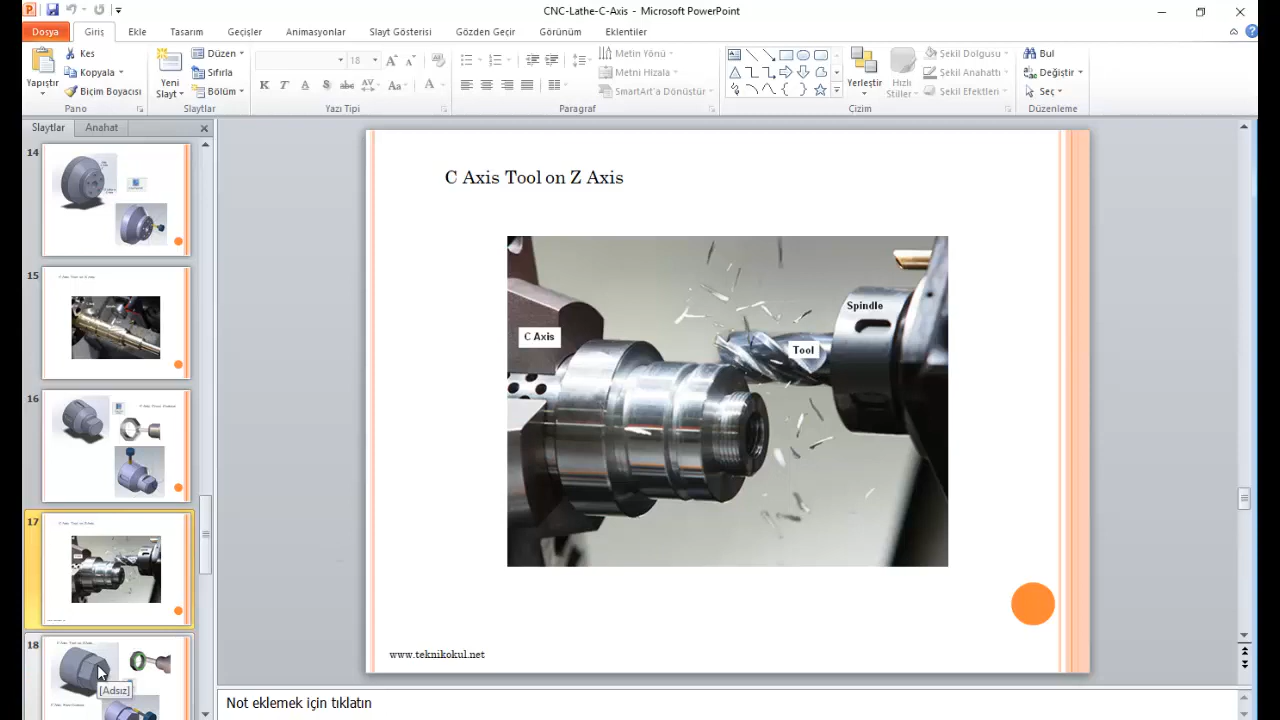 CNC-Lathe-C-Axis - Microsoft PowerPoint
Dosya Giriş Ekle Tasarım Geçişler Animasyonlar Slayt Gösterisi Gözden Geçir Görünüm Eklentiler
Yapıştır
Kes
Kopyala
Biçim Boyacısı
Pano
Yeni Slayt
Düzen
Sıfırla
Bölüm
Slaytlar
18
Yazı Tipi
Metin Yönü
Metni Hizala
SmartArt'a Dönüştür
Paragraf
Yerleştir
Hızlı Stiller
Şekil Dolgusu
Şekil Anahattı
Şekil Efektleri
Çizim
Bul
Değiştir
Seç
Düzenleme
Slaytlar Anahat
14
15
16
17
18
[Adsız]
C Axis Tool on Z Axis
C Axis
Tool
Spindle
www.teknikokul.net
Not eklemek için tıklatın